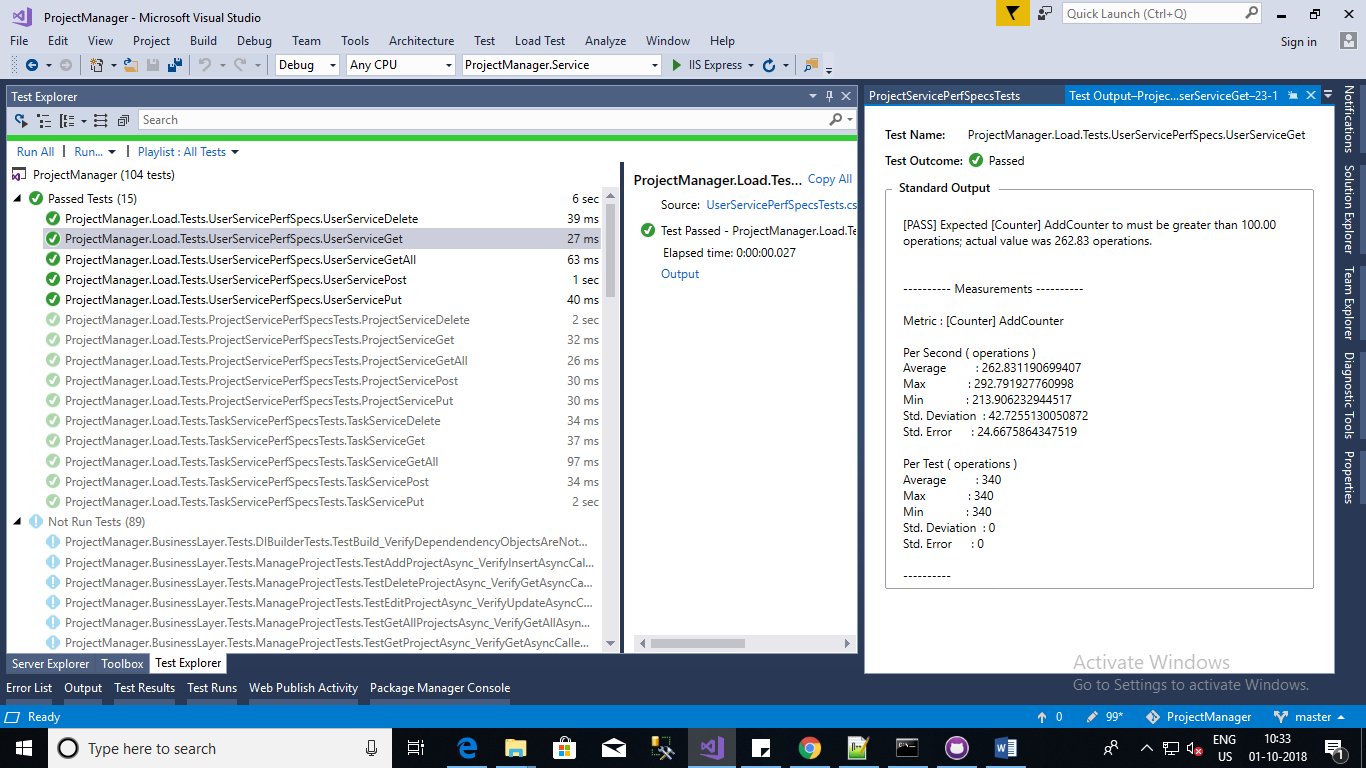 ProjectManager - Microsoft Visual Studio
Quick Launch (Ctrl+Q)
File Edit View Project Build Debug Team Tools Architecture Test Load Test Analyze Window Help
Sign in
Debug Any CPU ProjectManager.Service IIS Express
Test Explorer
Search
Run All | Run... | Playlist : All Tests
ProjectManager (104 tests)
Passed Tests (15) 6 sec
ProjectManager.Load.Tests.UserServicePerfSpecs.UserServiceDelete 39 ms
ProjectManager.Load.Tests.UserServicePerfSpecs.UserServiceGet 27 ms
ProjectManager.Load.Tests.UserServicePerfSpecs.UserServiceGetAll 63 ms
ProjectManager.Load.Tests.UserServicePerfSpecs.UserServicePost 1 sec
ProjectManager.Load.Tests.UserServicePerfSpecs.UserServicePut 40 ms
ProjectManager.Load.Tests.ProjectServicePerfSpecsTests.ProjectServiceDelete 2 sec
ProjectManager.Load.Tests.ProjectServicePerfSpecsTests.ProjectServiceGet 32 ms
ProjectManager.Load.Tests.ProjectServicePerfSpecsTests.ProjectServiceGetAll 26 ms
ProjectManager.Load.Tests.ProjectServicePerfSpecsTests.ProjectServicePost 30 ms
ProjectManager.Load.Tests.ProjectServicePerfSpecsTests.ProjectServicePut 30 ms
ProjectManager.Load.Tests.TaskServicePerfSpecsTests.TaskServiceDelete 34 ms
ProjectManager.Load.Tests.TaskServicePerfSpecsTests.TaskServiceGet 37 ms
ProjectManager.Load.Tests.TaskServicePerfSpecsTests.TaskServiceGetAll 97 ms
ProjectManager.Load.Tests.TaskServicePerfSpecsTests.TaskServicePost 34 ms
ProjectManager.Load.Tests.TaskServicePerfSpecsTests.TaskServicePut 2 sec
Not Run Tests (89)
ProjectManager.BusinessLayer.Tests.DIBuilderTests.TestBuild_VerifyDependendencyObjectsAreNot...
ProjectManager.BusinessLayer.Tests.ManageProjectTests.TestAddProjectAsync_VerifyInsertAsyncCal...
ProjectManager.BusinessLayer.Tests.ManageProjectTests.TestDeleteProjectAsync_VerifyGetAsyncCa...
ProjectManager.BusinessLayer.Tests.ManageProjectTests.TestEditProjectAsync_VerifyUpdateAsyncC...
ProjectManager.BusinessLayer.Tests.ManageProjectTests.TestGetAllProjectsAsync_VerifyGetAllAsyn...
ProjectManager.BusinessLayer.Tests.ManageProjectTests.TestGetProjectAsync_VerifyGetAsyncCalle...
ProjectManager.Load.Tes... Copy All
Source: UserServicePerfSpecsTests.cs
Test Passed - ProjectManager.Load.Te
Elapsed time: 0:00:00.027
Output
ProjectServicePerfSpecsTests
Test Output–Projec...serServiceGet–23-1
Test Name: ProjectManager.Load.Tests.UserServicePerfSpecs.UserServiceGet
Test Outcome: Passed
Standard Output
[PASS] Expected [Counter] AddCounter to must be greater than 100.00
operations; actual value was 262.83 operations.
---------- Measurements ----------
Metric : [Counter] AddCounter
Per Second ( operations )
Average : 262.831190699407
Max : 292.791927760998
Min : 213.906232944517
Std. Deviation : 42.7255130050872
Std. Error : 24.6675864347519
Per Test ( operations )
Average : 340
Max : 340
Min : 340
Std. Deviation : 0
Std. Error : 0
----------
Notifications
Solution Explorer
Team Explorer
Diagnostic Tools
Properties
Activate Windows
Go to Settings to activate Windows.
Server Explorer Toolbox Test Explorer
Error List Output Test Results Test Runs Web Publish Activity Package Manager Console
Ready 0 99* ProjectManager master
Type here to search
ENG
US
10:33
01-10-2018
1